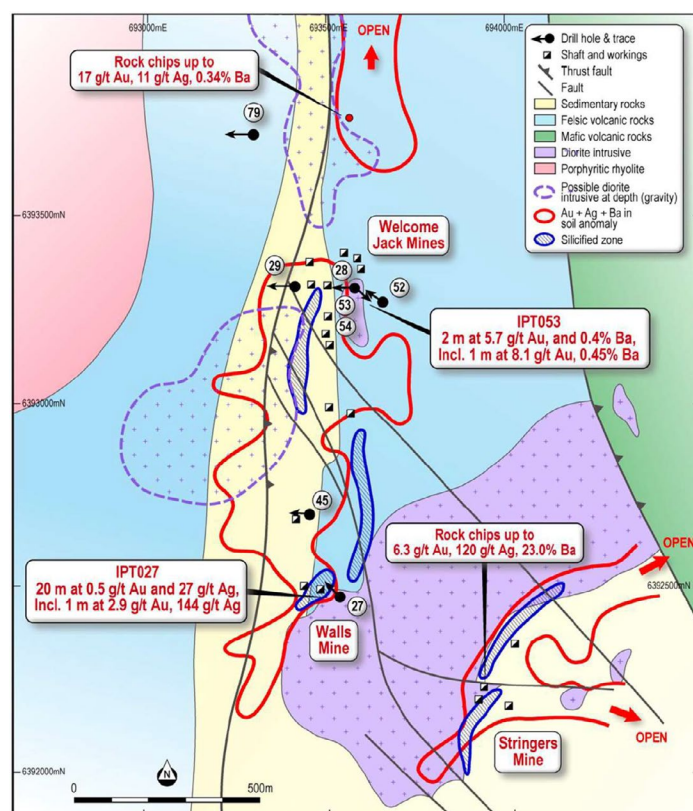 693000mE
693500mE
694000mE
OPEN
Rock chips up to
17 g/t Au, 11 g/t Ag, 0.34% Ba
79
Drill hole & trace
Shaft and workings
Thrust fault
Fault
Sedimentary rocks
Felsic volcanic rocks
Mafic volcanic rocks
Diorite intrusive
Porphyritic rhyolite
Possible diorite
intrusive at depth (gravity)
Au + Ag + Ba in
soil anomaly
Silicified zone
6393500mN
Welcome
Jack Mines
29
28
52
53
54
IPT053
2 m at 5.7 g/t Au, and 0.4% Ba,
Incl. 1 m at 8.1 g/t Au, 0.45% Ba
6393000mN
45
Rock chips up to
6.3 g/t Au, 120 g/t Ag, 23.0% Ba
OPEN
IPT027
20 m at 0.5 g/t Au and 27 g/t Ag,
Incl. 1 m at 2.9 g/t Au, 144 g/t Ag
6392500mN
27
Walls
Mine
OPEN
Stringers
Mine
6392000mN
N
0
500m